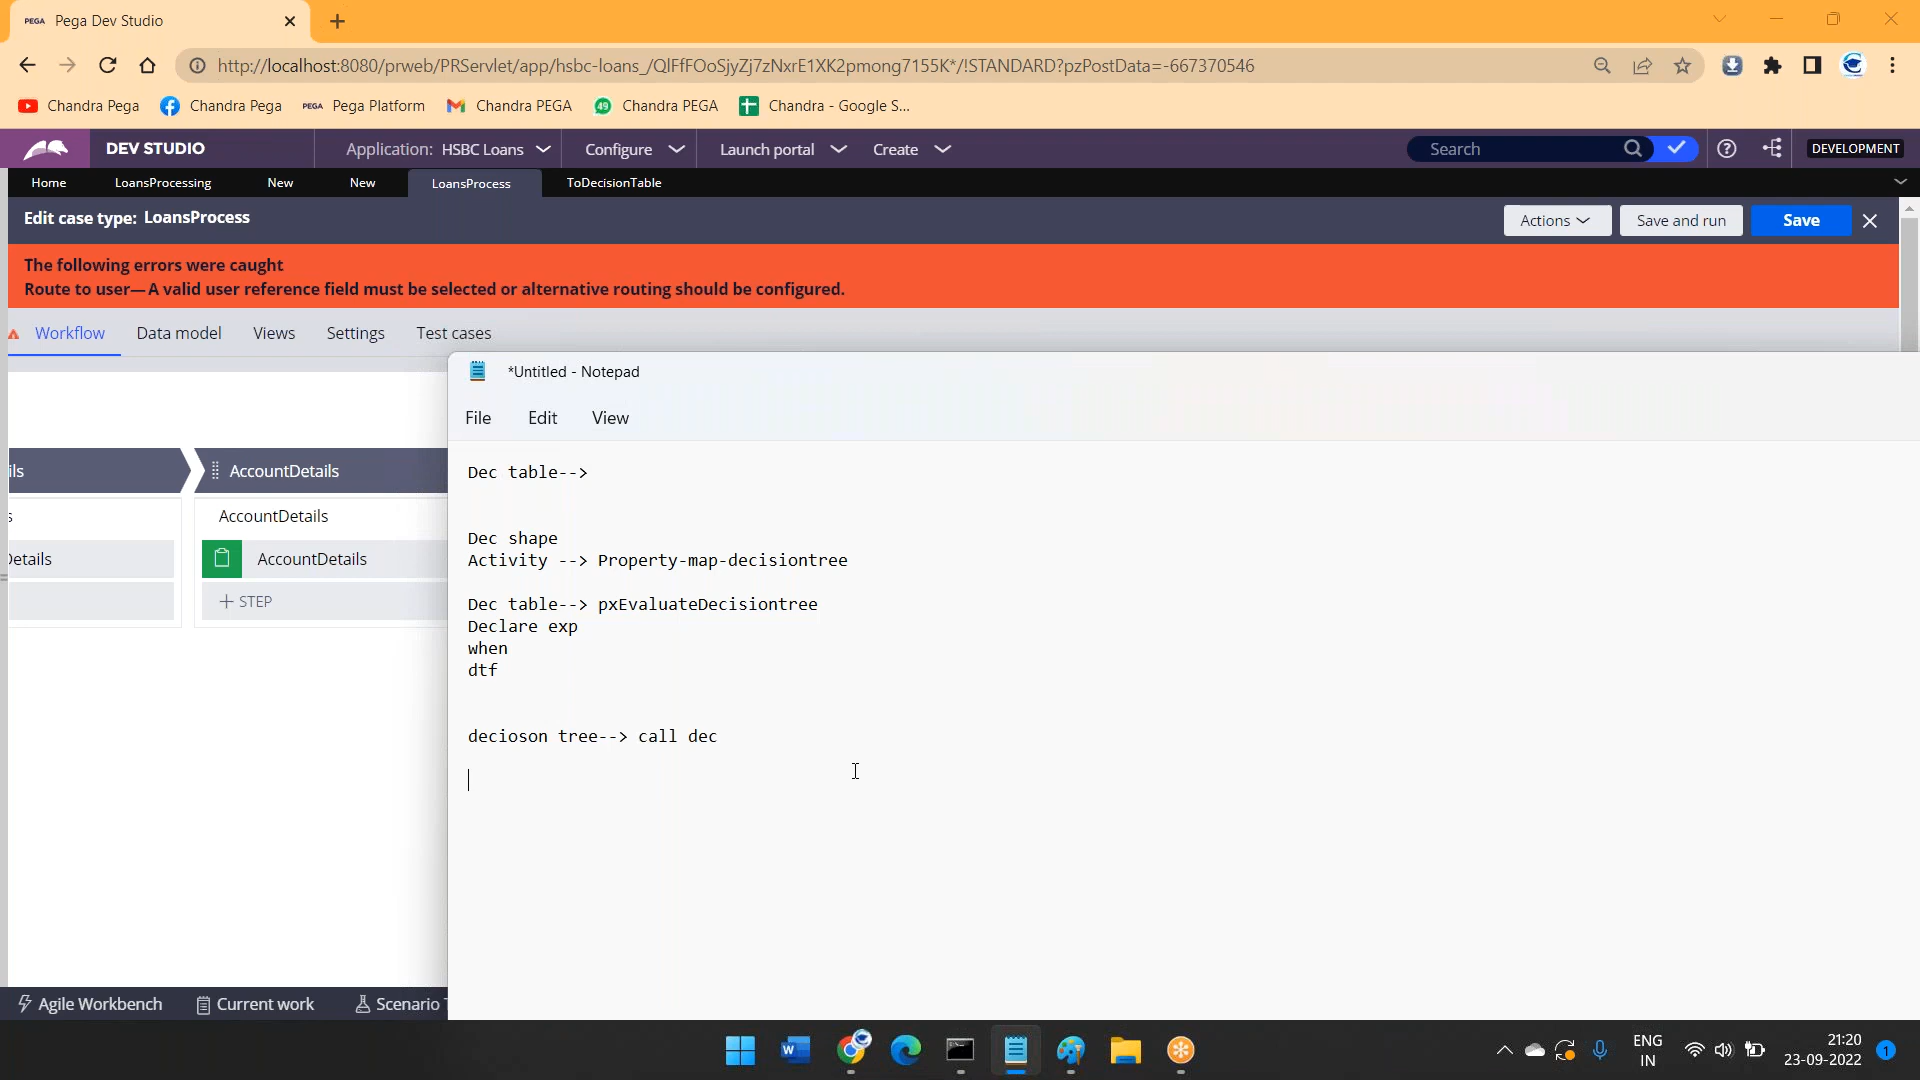 PEGA Pega Dev Studio
http://localhost:8080/prweb/PRServlet/app/hsbc-loans_/QlFfFOoSjyZj7zNxrE1XK2pmong7155K*/!STANDARD?pzPostData=-667370546
Chandra Pega Chandra Pega PEGA Pega Platform Chandra PEGA 49 Chandra PEGA Chandra - Google S...
DEV STUDIO Application: HSBC Loans Configure Launch portal Create Search DEVELOPMENT
Home LoansProcessing New New LoansProcess ToDecisionTable
Edit case type: LoansProcess Actions Save and run Save
The following errors were caught
Route to user—A valid user reference field must be selected or alternative routing should be configured.
Workflow Data model Views Settings Test cases
*Untitled - Notepad
File Edit View
ils AccountDetails
s AccountDetails
Details AccountDetails
+ STEP
Dec table-->
Dec shape
Activity --> Property-map-decisiontree
Dec table--> pxEvaluateDecisiontree
Declare exp
when
dtf
decioson tree--> call dec
Agile Workbench Current work Scenario T
ENG
IN
21:20
23-09-2022
1